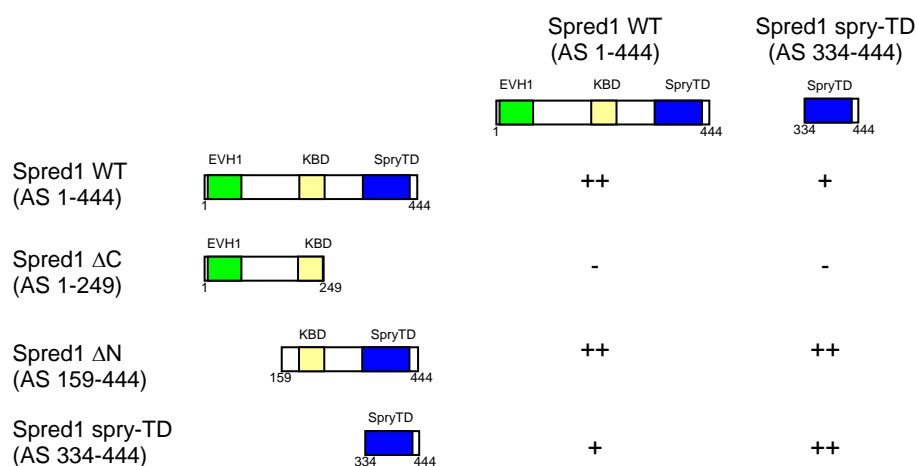 Spred1 WT Spred1 spry-TD
(AS 1-444) (AS 334-444)
EVH1 KBD SpryTD SpryTD
1 444 334 444
EVH1 KBD SpryTD
Spred1 WT ++ +
(AS 1-444)
1 444
EVH1 KBD
Spred1 ΔC - -
(AS 1-249)
1 249
KBD SpryTD
Spred1 ΔN ++ ++
(AS 159-444)
159 444
SpryTD
Spred1 spry-TD + ++
(AS 334-444)
334 444